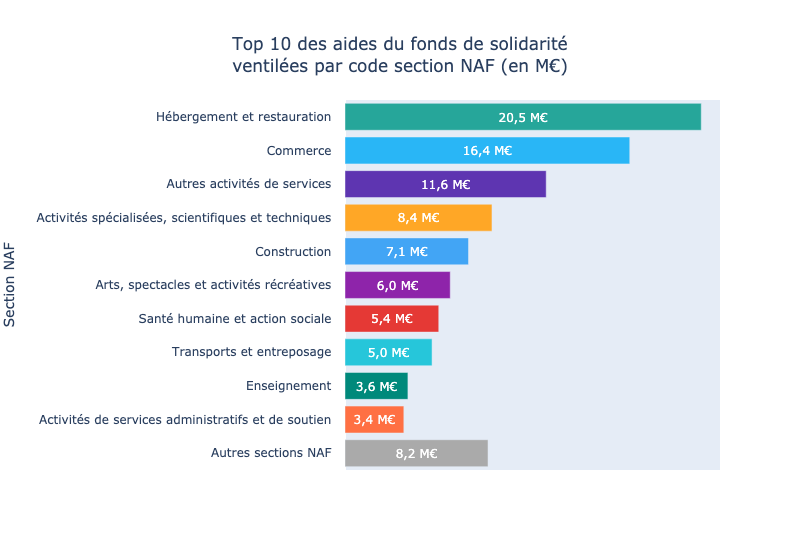 Top 10 des aides du fonds de solidarité
ventilées par code section NAF (en M€)
Section NAF
Hébergement et restauration 20,5 M€
Commerce 16,4 M€
Autres activités de services 11,6 M€
Activités spécialisées, scientifiques et techniques 8,4 M€
Construction 7,1 M€
Arts, spectacles et activités récréatives 6,0 M€
Santé humaine et action sociale 5,4 M€
Transports et entreposage 5,0 M€
Enseignement 3,6 M€
Activités de services administratifs et de soutien 3,4 M€
Autres sections NAF 8,2 M€